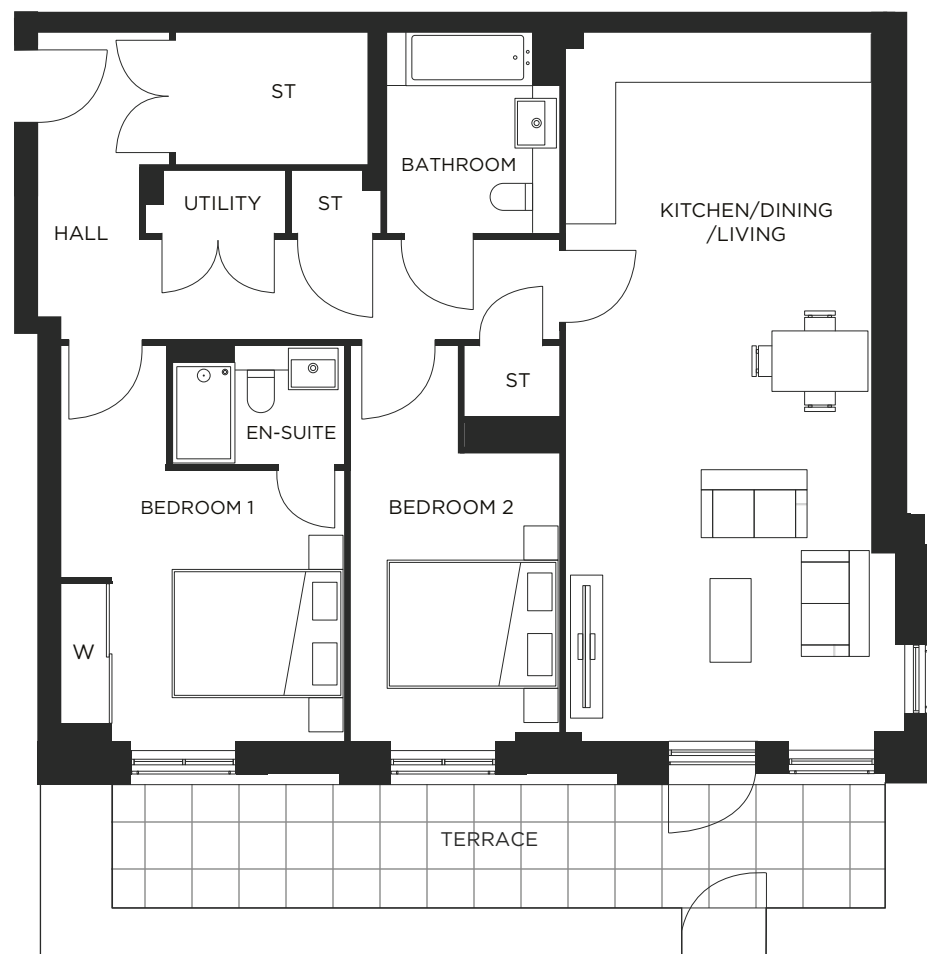 ST
BATHROOM
UTILITY
ST
HALL
KITCHEN/DINING
/LIVING
ST
EN-SUITE
BEDROOM 1
BEDROOM 2
W
TERRACE